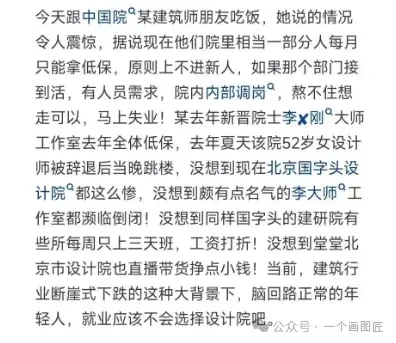 今天跟中国院某建筑师朋友吃饭，她说的情况
令人震惊，据说现在他们院里相当一部分人每月
只能拿低保，原则上不进新人，如果那个部门接
到活，有人员需求，院内内部调岗，熬不住想
走可以，马上失业！某去年新晋院士李✘刚大师
工作室去年全体低保，去年夏天该院52岁女设计
师被辞退后当晚跳楼，没想到现在北京国字头设
计院都这么惨，没想到颇有点名气的李大师工
作室都濒临倒闭！没想到同样国字头的建研院有
些所每周只上三天班，工资打折！没想到堂堂北
京市设计院也直播带货挣点小钱！当前，建筑行
业断崖式下跌的这种大背景下，脑回路正常的年
轻人，就业应该不会选择设计院吧。
公众号·一个画图匠